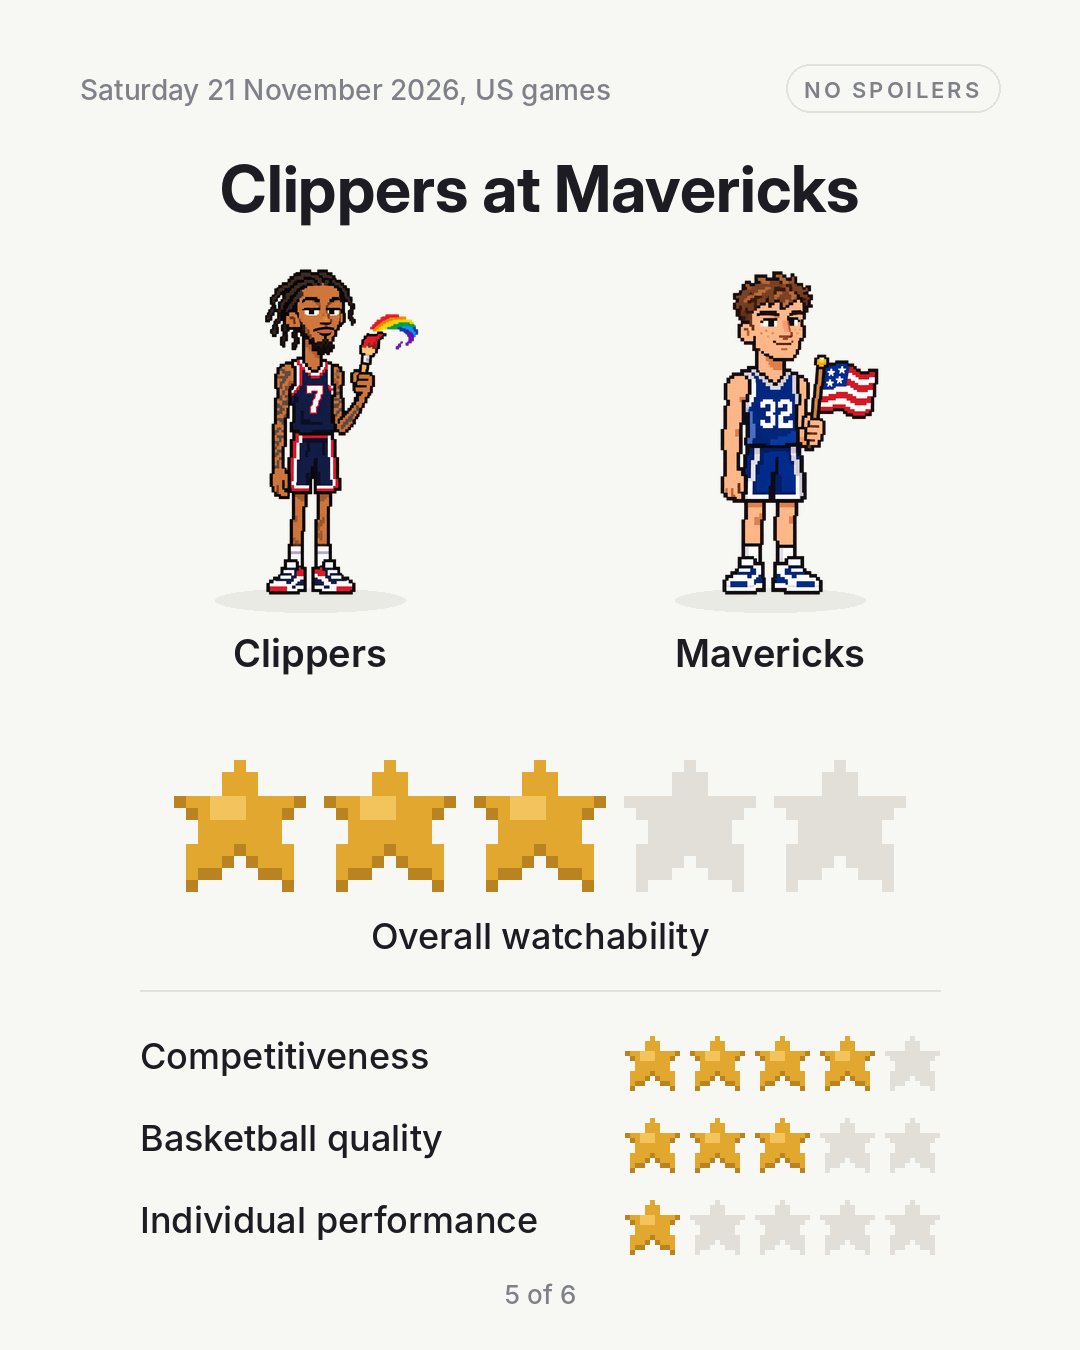 Saturday 21 November 2026, US games
NO SPOILERS
Clippers at Mavericks
7
32
Clippers
Mavericks
Overall watchability
Competitiveness
Basketball quality
Individual performance
5 of 6